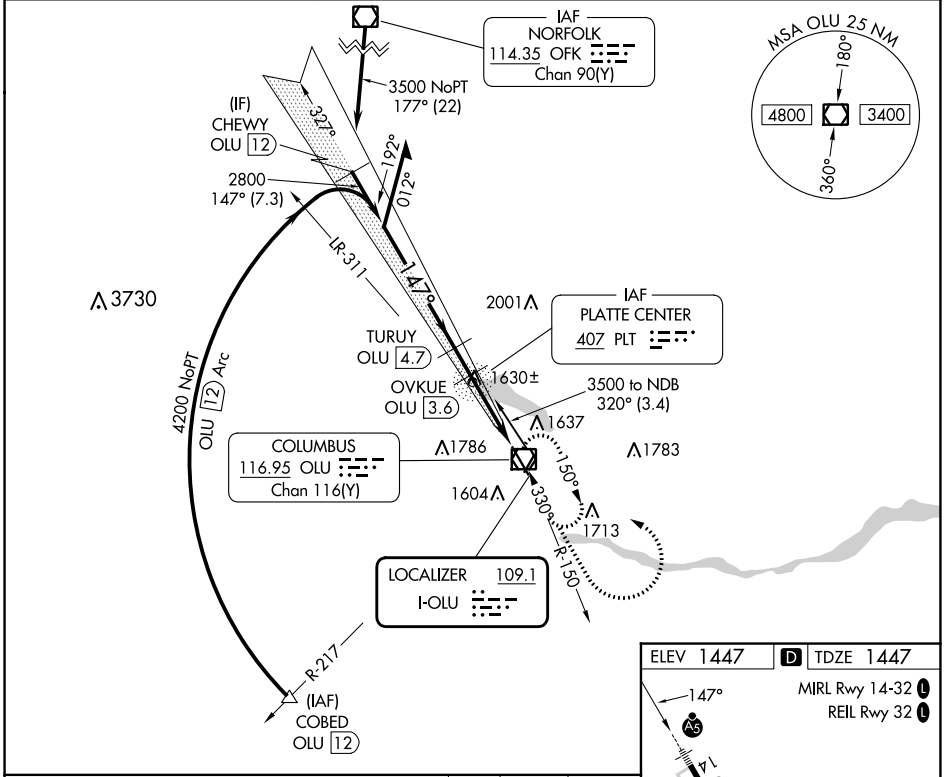 IAF
NORFOLK
114.35 OFK
Chan 90(Y)
3500 NoPT
177° (22)
MSA OLU 25 NM
180°
4800
3400
360°
(IF)
CHEWY
OLU 12
327°
192°
012°
2800
147° (7.3)
LR-311
147°
3730
4200 NoPT
OLU 12 Arc
2001
IAF
PLATTE CENTER
407 PLT
TURUY
OLU 4.7
OVKUE
OLU 3.6
1630±
3500 to NDB
320° (3.4)
1637
1786
1783
COLUMBUS
116.95 OLU
Chan 116(Y)
1604
150°
330°
1713
R-150
LOCALIZER 109.1
I-OLU
R-217
(IAF)
COBED
OLU 12
ELEV 1447 D TDZE 1447
147°
MIRL Rwy 14-32 L
REIL Rwy 32 L
A5
14